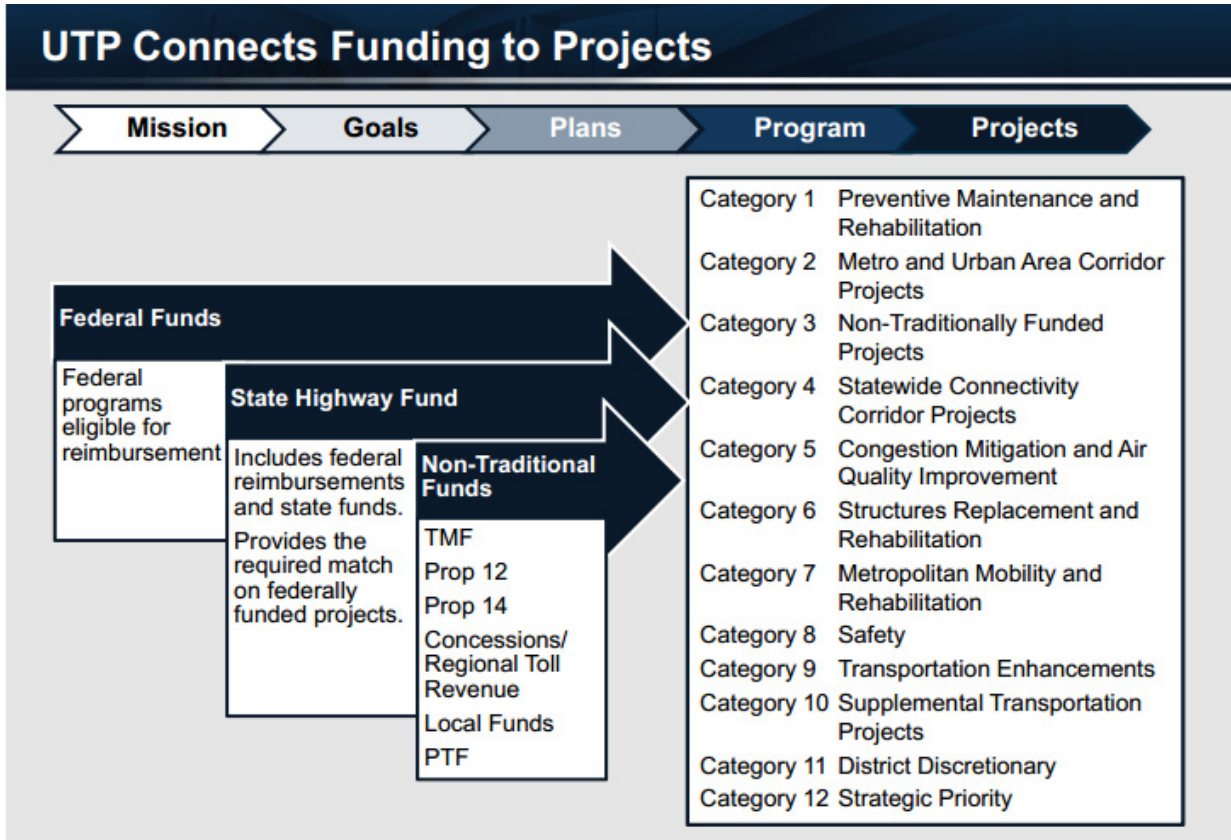 UTP Connects Funding to Projects
Mission
Goals
Plans
Program
Projects
Federal Funds
Federal
programs
eligible for
reimbursement
State Highway Fund
Includes federal
reimbursements
and state funds.
Provides the
required match
on federally
funded projects.
Non-Traditional
Funds
TMF
Prop 12
Prop 14
Concessions/
Regional Toll
Revenue
Local Funds
PTF
Category 1 Preventive Maintenance and
Rehabilitation
Category 2 Metro and Urban Area Corridor
Projects
Category 3 Non-Traditionally Funded
Projects
Category 4 Statewide Connectivity
Corridor Projects
Category 5 Congestion Mitigation and Air
Quality Improvement
Category 6 Structures Replacement and
Rehabilitation
Category 7 Metropolitan Mobility and
Rehabilitation
Category 8 Safety
Category 9 Transportation Enhancements
Category 10 Supplemental Transportation
Projects
Category 11 District Discretionary
Category 12 Strategic Priority